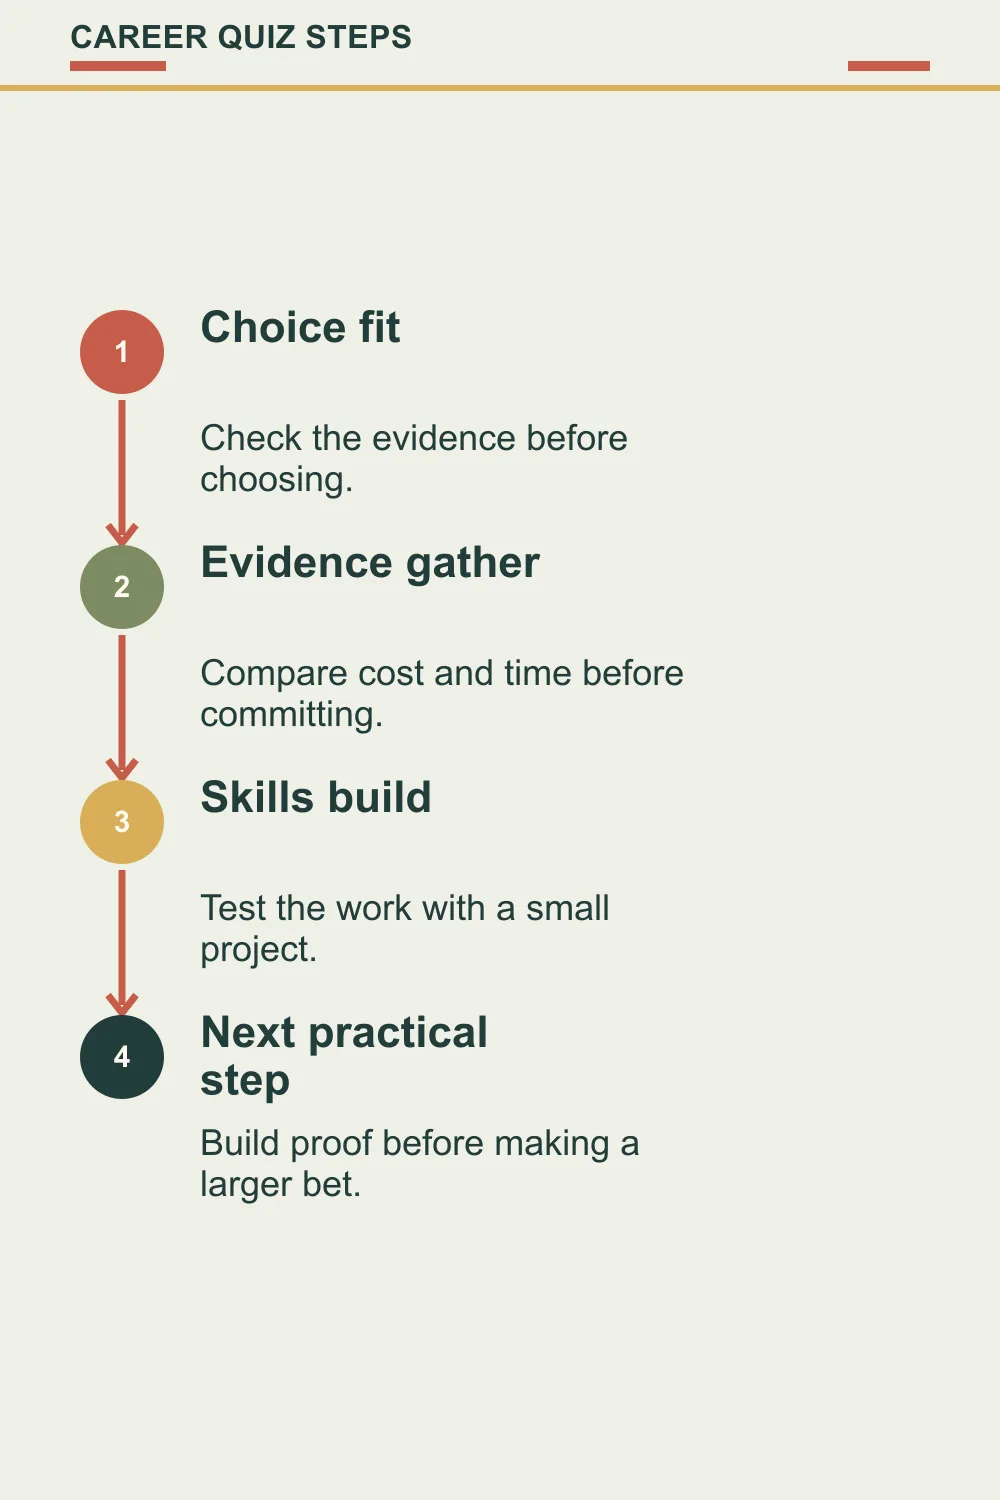 CAREER QUIZ STEPS
1
Choice fit
Check the evidence before
choosing.
2
Evidence gather
Compare cost and time before
committing.
3
Skills build
Test the work with a small
project.
4
Next practical
step
Build proof before making a
larger bet.